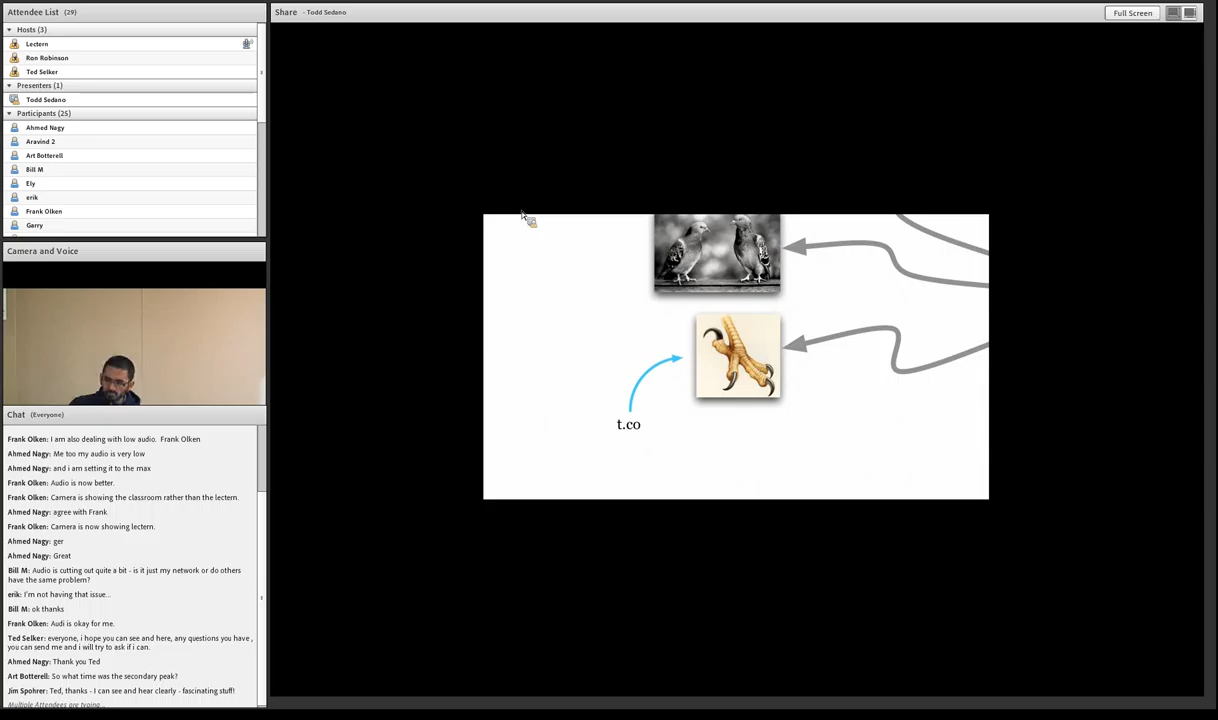 Attendee List (29)
Hosts (3)
Lectern
Ron Robinson
Ted Selker
Presenters (1)
Todd Sedano
Participants (25)
Ahmed Nagy
Aravind 2
Art Botterell
Bill M
Ely
erik
Frank Olken
Garry
Camera and Voice
Chat (Everyone)
Frank Olken: I am also dealing with low audio. Frank Olken
Ahmed Nagy: Me too my audio is very low
Ahmed Nagy: and i am setting it to the max
Frank Olken: Audio is now better.
Frank Olken: Camera is showing the classroom rather than the lectern.
Ahmed Nagy: agree with Frank
Frank Olken: Camera is now showing lectern.
Ahmed Nagy: ger
Ahmed Nagy: Great
Bill M: Audio is cutting out quite a bit - is it just my network or do others
have the same problem?
erik: I'm not having that issue...
Bill M: ok thanks
Frank Olken: Audi is okay for me.
Ted Selker: everyone, i hope you can see and here, any questions you have ,
you can send me and i will try to ask if i can.
Ahmed Nagy: Thank you Ted
Art Botterell: So what time was the secondary peak?
Jim Spohrer: Ted, thanks - I can see and hear clearly - fascinating stuff!
Multiple Attendees are typing...
Share - Todd Sedano
Full Screen
t.co